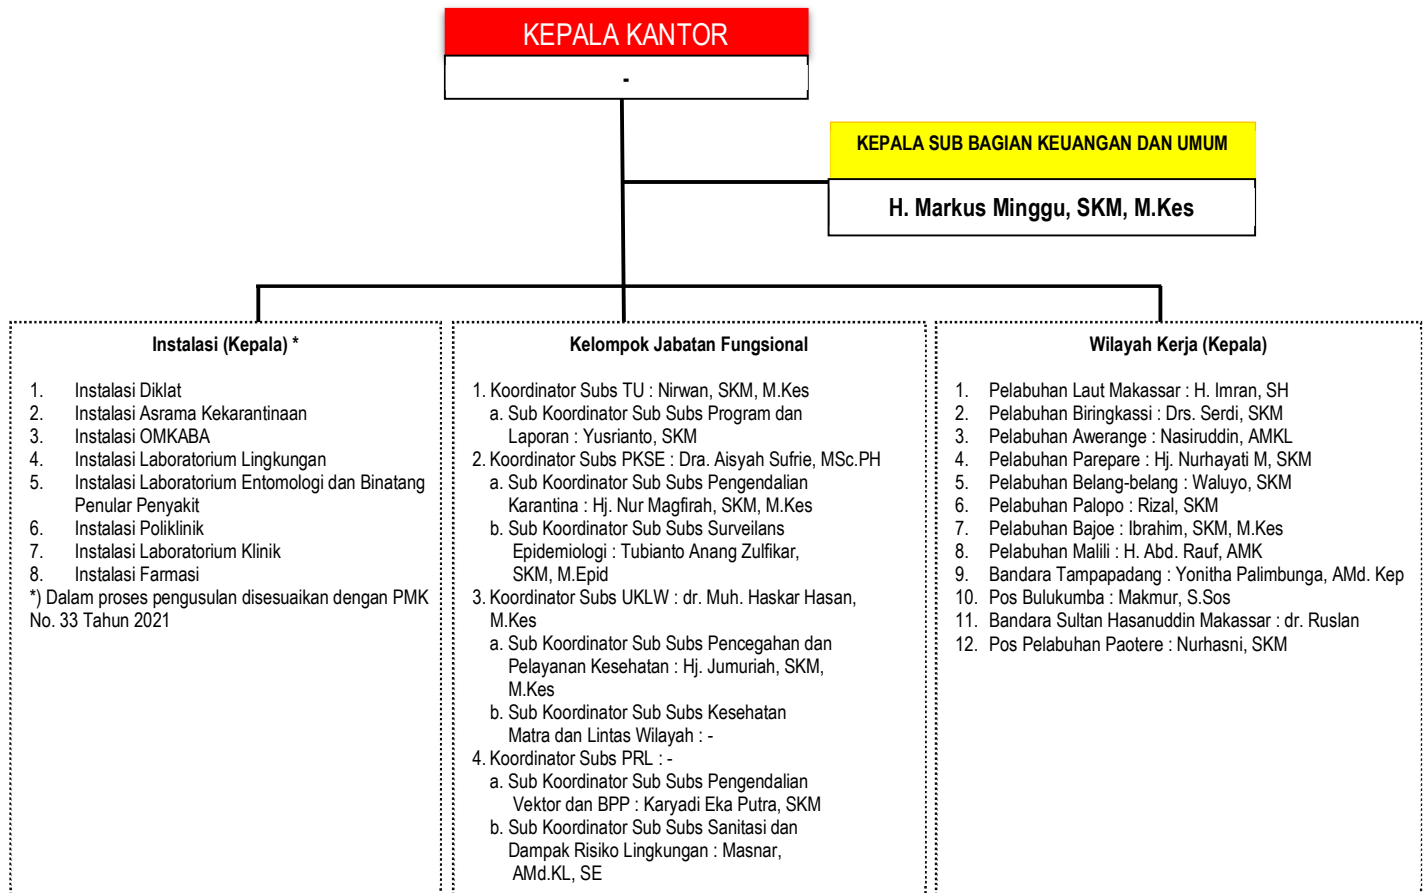 KEPALA KANTOR
-
KEPALA SUB BAGIAN KEUANGAN DAN UMUM
H. Markus Minggu, SKM, M.Kes
Instalasi (Kepala) *
1. Instalasi Diklat
2. Instalasi Asrama Kekarantinaan
3. Instalasi OMKABA
4. Instalasi Laboratorium Lingkungan
5. Instalasi Laboratorium Entomologi dan Binatang
Penular Penyakit
6. Instalasi Poliklinik
7. Instalasi Laboratorium Klinik
8. Instalasi Farmasi
*) Dalam proses pengusulan disesuaikan dengan PMK
No. 33 Tahun 2021
Kelompok Jabatan Fungsional
1. Koordinator Subs TU : Nirwan, SKM, M.Kes
a. Sub Koordinator Sub Subs Program dan
Laporan : Yusrianto, SKM
2. Koordinator Subs PKSE : Dra. Aisyah Sufrie, MSc.PH
a. Sub Koordinator Sub Subs Pengendalian
Karantina : Hj. Nur Magfirah, SKM, M.Kes
b. Sub Koordinator Sub Subs Surveilans
Epidemiologi : Tubianto Anang Zulfikar,
SKM, M.Epid
3. Koordinator Subs UKLW : dr. Muh. Haskar Hasan,
M.Kes
a. Sub Koordinator Sub Subs Pencegahan dan
Pelayanan Kesehatan : Hj. Jumuriah, SKM,
M.Kes
b. Sub Koordinator Sub Subs Kesehatan
Matra dan Lintas Wilayah : -
4. Koordinator Subs PRL : -
a. Sub Koordinator Sub Subs Pengendalian
Vektor dan BPP : Karyadi Eka Putra, SKM
b. Sub Koordinator Sub Subs Sanitasi dan
Dampak Risiko Lingkungan : Masnar,
AMd.KL, SE
Wilayah Kerja (Kepala)
1. Pelabuhan Laut Makassar : H. Imran, SH
2. Pelabuhan Biringkassi : Drs. Serdi, SKM
3. Pelabuhan Awerange : Nasiruddin, AMKL
4. Pelabuhan Parepare : Hj. Nurhayati M, SKM
5. Pelabuhan Belang-belang : Waluyo, SKM
6. Pelabuhan Palopo : Rizal, SKM
7. Pelabuhan Bajoe : Ibrahim, SKM, M.Kes
8. Pelabuhan Malili : H. Abd. Rauf, AMK
9. Bandara Tampapadang : Yonitha Palimbunga, AMd. Kep
10. Pos Bulukumba : Makmur, S.Sos
11. Bandara Sultan Hasanuddin Makassar : dr. Ruslan
12. Pos Pelabuhan Paotere : Nurhasni, SKM